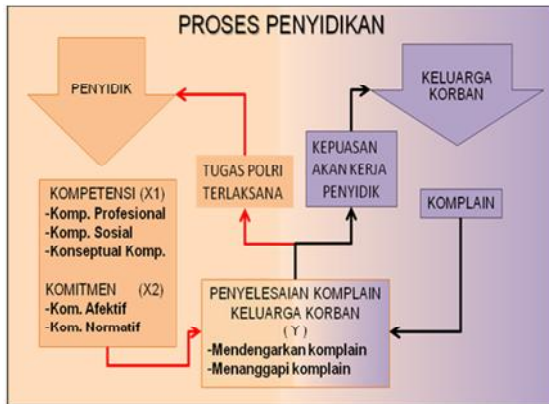 PROSES PENYIDIKAN
PENYIDIK
KELUARGA
KORBAN
TUGAS POLRI
TERLAKSANA
KEPUASAN
AKAN KERJA
PENYIDIK
KOMPETENSI (X1)
-Komp. Profesional
-Komp. Sosial
-Konseptual Komp.
KOMITMEN (X2)
-Kom. Afektif
-Kom. Normatif
KOMPLAIN
PENYELESAIAN KOMPLAIN
KELUARGA KORBAN
( Y )
-Mendengarkan komplain
-Menanggapi komplain